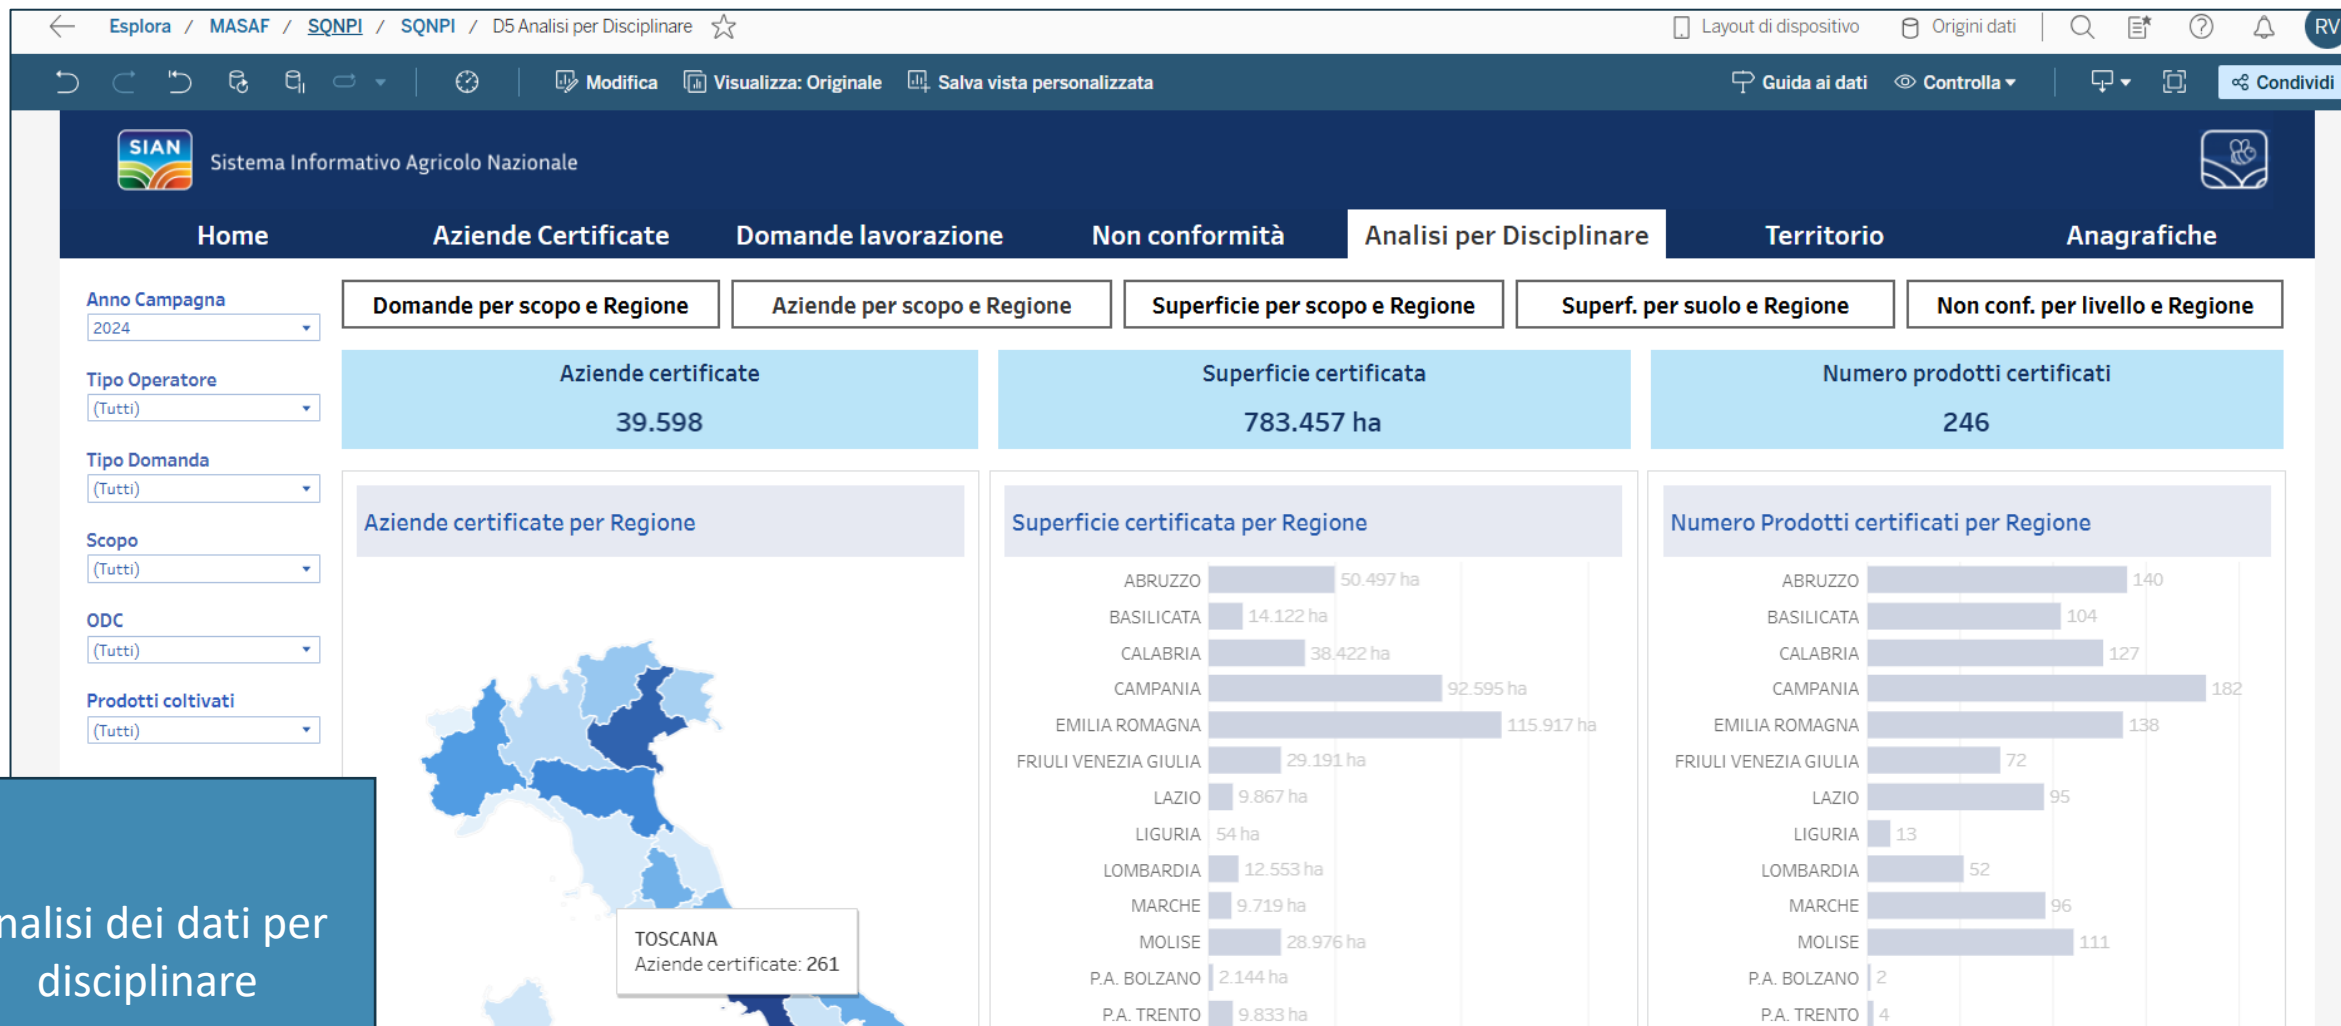 Esplora / MASAF / SQNPI / SQNPI / D5 Analisi per Disciplinare
Layout di dispositivo Origini dati RV
Modifica Visualizza: Originale Salva vista personalizzata Guida ai dati Controlla Condividi
SIAN
Sistema Informativo Agricolo Nazionale
Home Aziende Certificate Domande lavorazione Non conformità Analisi per Disciplinare Territorio Anagrafiche
Domande per scopo e Regione Aziende per scopo e Regione Superficie per scopo e Regione Superf. per suolo e Regione Non conf. per livello e Regione
Anno Campagna
2024
Tipo Operatore
(Tutti)
Tipo Domanda
(Tutti)
Scopo
(Tutti)
ODC
(Tutti)
Prodotti coltivati
(Tutti)
Aziende certificate
39.598
Superficie certificata
783.457 ha
Numero prodotti certificati
246
Aziende certificate per Regione
TOSCANA
Aziende certificate: 261
Superficie certificata per Regione
ABRUZZO 50.497 ha
BASILICATA 14.122 ha
CALABRIA 38.422 ha
CAMPANIA 92.595 ha
EMILIA ROMAGNA 115.917 ha
FRIULI VENEZIA GIULIA 29.191 ha
LAZIO 9.867 ha
LIGURIA 54 ha
LOMBARDIA 12.553 ha
MARCHE 9.719 ha
MOLISE 28.976 ha
P.A. BOLZANO 2.144 ha
P.A. TRENTO 9.833 ha
Numero Prodotti certificati per Regione
ABRUZZO 140
BASILICATA 104
CALABRIA 127
CAMPANIA 182
EMILIA ROMAGNA 138
FRIULI VENEZIA GIULIA 72
LAZIO 95
LIGURIA 13
LOMBARDIA 52
MARCHE 96
MOLISE 111
P.A. BOLZANO 2
P.A. TRENTO 4
nalisi dei dati per
disciplinare